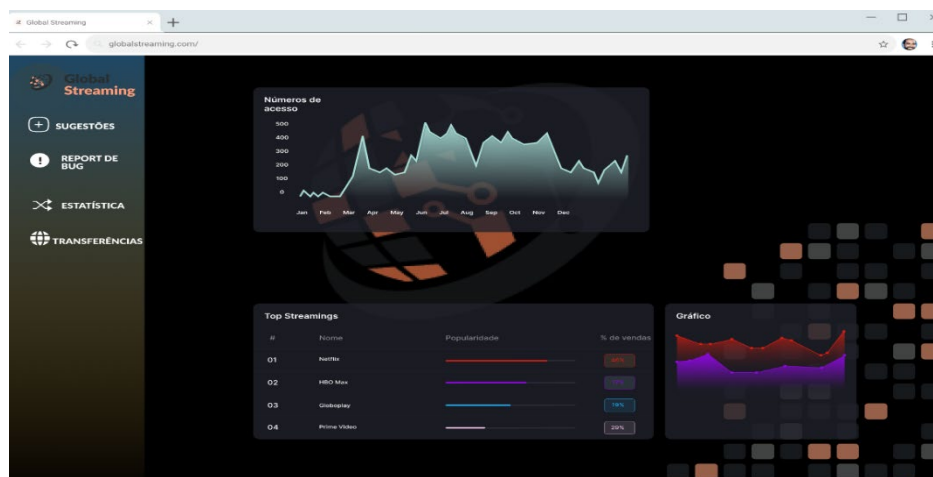 Global Streaming
globalstreaming.com/
Global
Streaming
SUGESTÕES
REPORT DE
BUG
ESTATÍSTICA
TRANSFERÊNCIAS
Números de
acesso
500
400
300
200
100
0
Jan Feb Mar Apr May Jun Jul Aug Sep Oct Nov Dec
Top Streamings
# Nome Popularidade % de vendas
01 Netflix
02 HBO Max
03 Globoplay 19%
04 Prime Video 29%
Gráfico